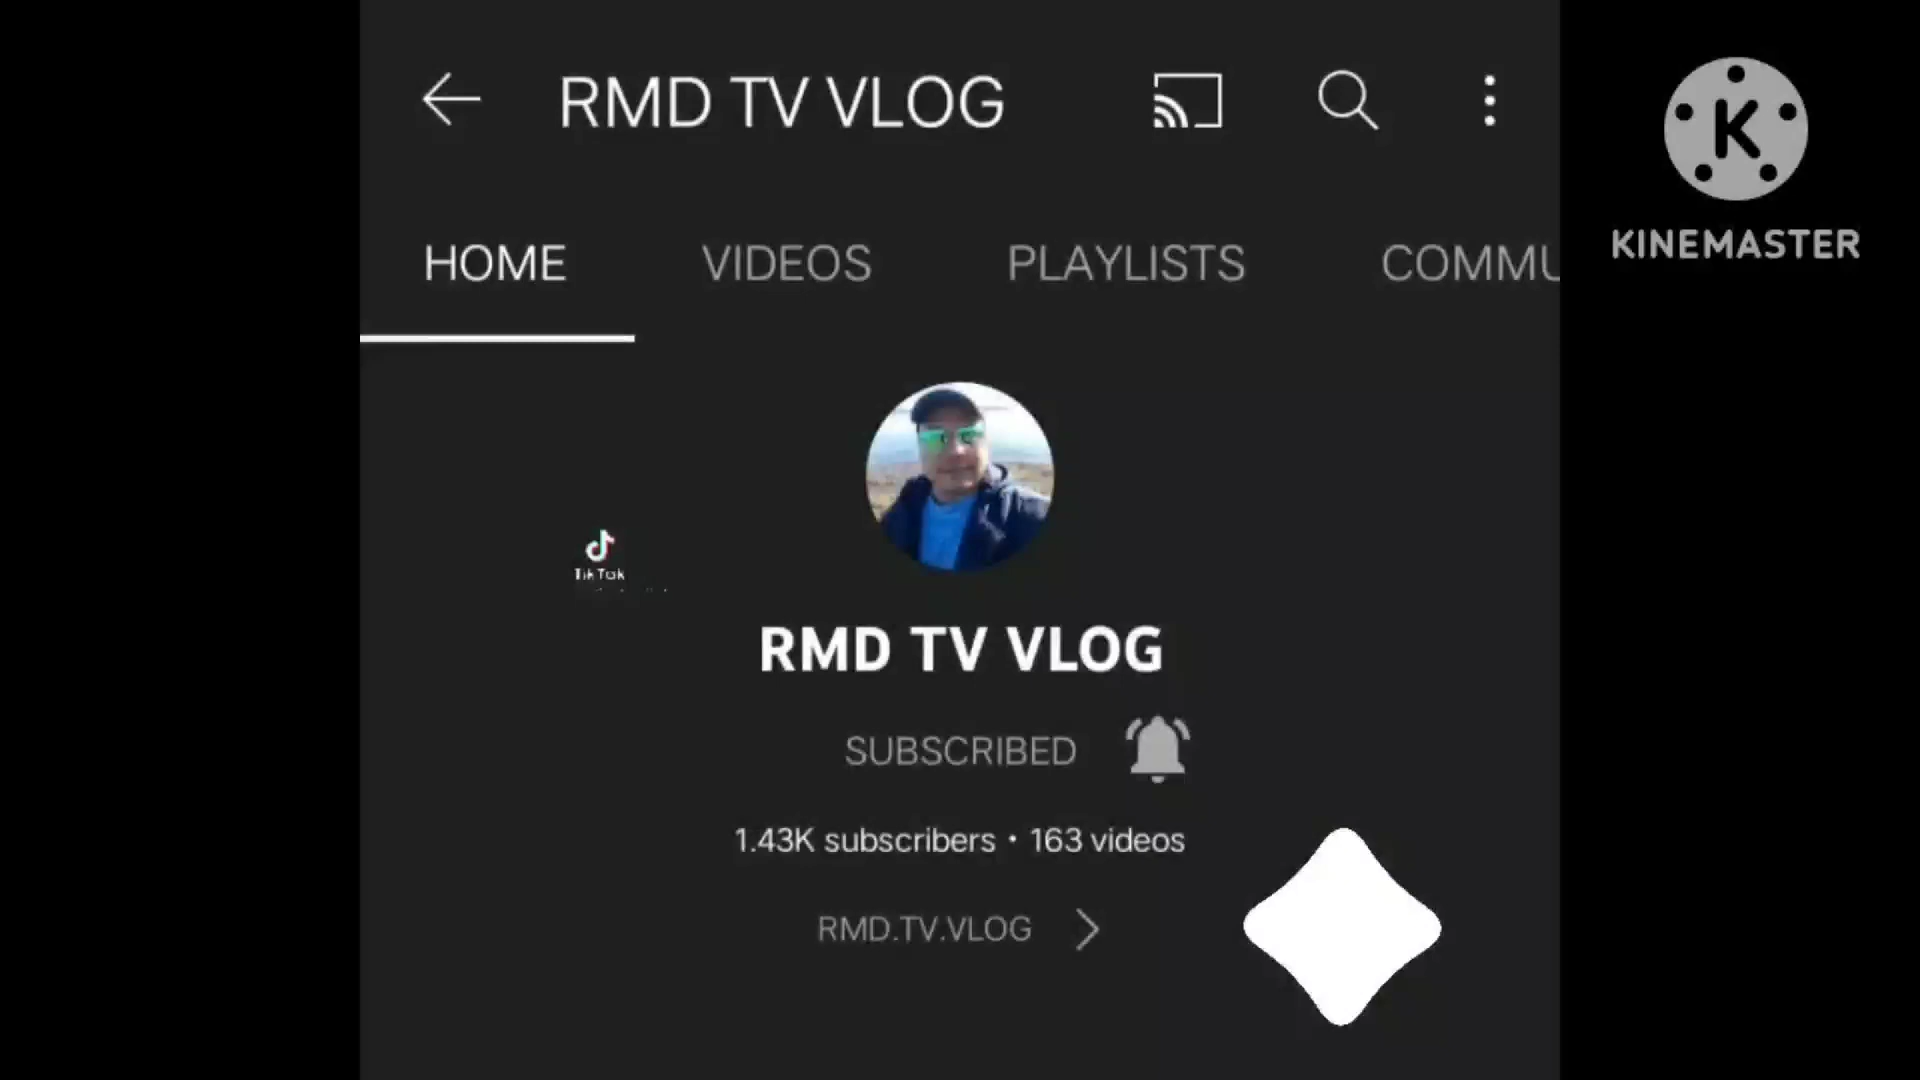 RMD TV VLOG
HOME VIDEOS PLAYLISTS COMMU
KINEMASTER
TikTok
RMD TV VLOG
SUBSCRIBED
1.43K subscribers • 163 videos
RMD.TV.VLOG